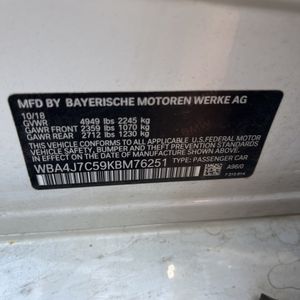 MFD BY BAYERISCHE MOTOREN WERKE AG
10/18
GVWR 4949 lbs 2245 kg
GAWR FRONT 2359 lbs 1070 kg
GAWR REAR 2712 lbs 1230 kg
THIS VEHICLE CONFORMS TO ALL APPLICABLE U.S. FEDERAL MOTOR
VEHICLE SAFETY, BUMPER AND THEFT PREVENTION STANDARDS
IN EFFECT ON THE DATE OF MANUFACTURE SHOWN ABOVE.
WBA4J7C59KBM76251 TYPE: PASSENGER CAR
A96/0